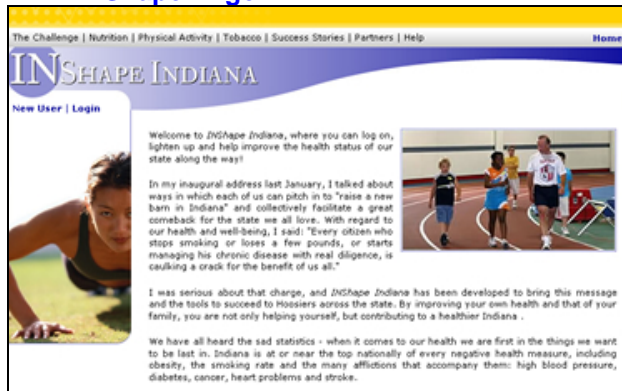 The Challenge | Nutrition | Physical Activity | Tobacco | Success Stories | Partners | Help
Home
INSHAPE INDIANA
New User | Login
Welcome to INShape Indiana, where you can log on,
lighten up and help improve the health status of our
state along the way!
In my inaugural address last January, I talked about
ways in which each of us can pitch in to "raise a new
barn in Indiana" and collectively facilitate a great
comeback for the state we all love. With regard to
our health and well-being, I said: "Every citizen who
stops smoking or loses a few pounds, or starts
managing his chronic disease with real diligence, is
caulking a crack for the benefit of us all."
I was serious about that charge, and INShape Indiana has been developed to bring this message
and the tools to succeed to Hoosiers across the state. By improving your own health and that of your
family, you are not only helping yourself, but contributing to a healthier Indiana .
We have all heard the sad statistics - when it comes to our health we are first in the things we want
to be last in. Indiana is at or near the top nationally of every negative health measure, including
obesity, the smoking rate and the many afflictions that accompany them: high blood pressure,
diabetes, cancer, heart problems and stroke.